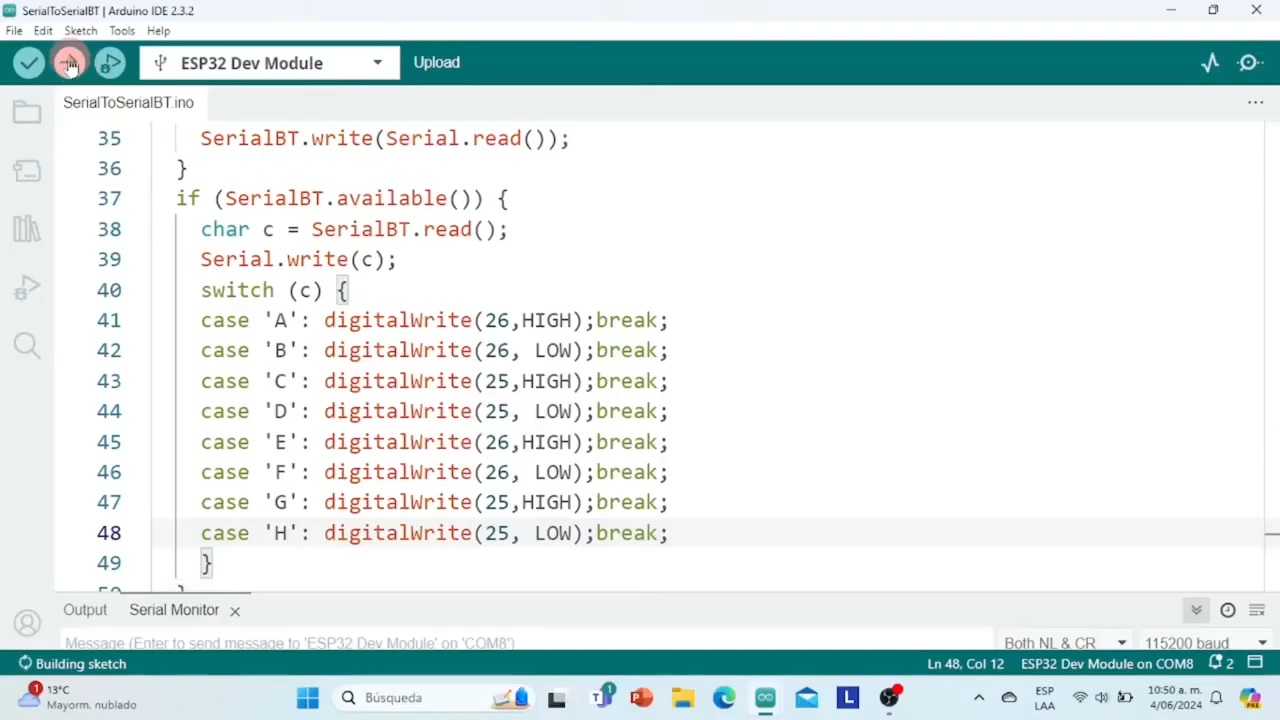 SerialToSerialBT | Arduino IDE 2.3.2
File Edit Sketch Tools Help
ESP32 Dev Module Upload
SerialToSerialBT.ino
35 SerialBT.write(Serial.read());
36 }
37 if (SerialBT.available()) {
38 char c = SerialBT.read();
39 Serial.write(c);
40 switch (c) {
41 case 'A': digitalWrite(26,HIGH);break;
42 case 'B': digitalWrite(26, LOW);break;
43 case 'C': digitalWrite(25,HIGH);break;
44 case 'D': digitalWrite(25, LOW);break;
45 case 'E': digitalWrite(26,HIGH);break;
46 case 'F': digitalWrite(26, LOW);break;
47 case 'G': digitalWrite(25,HIGH);break;
48 case 'H': digitalWrite(25, LOW);break;
49 }
Output Serial Monitor
Message (Enter to send message to 'ESP32 Dev Module' on 'COM8') Both NL & CR 115200 baud
Building sketch Ln 48, Col 12 ESP32 Dev Module on COM8 2
1 13°C
Mayorm. nublado
Búsqueda
1
L
ESP
LAA
10:50 a. m.
4/06/2024
PRE